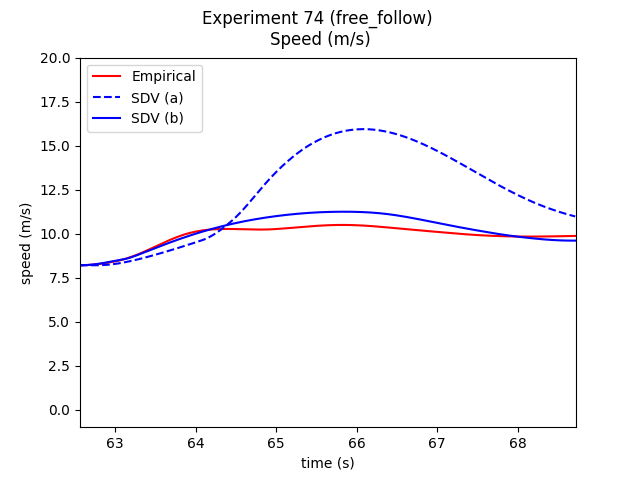 Experiment 74 (free_follow)
Speed (m/s)
20.0
17.5
15.0
12.5
10.0
7.5
5.0
2.5
0.0
speed (m/s)
Empirical
SDV (a)
SDV (b)
63 64 65 66 67 68
time (s)